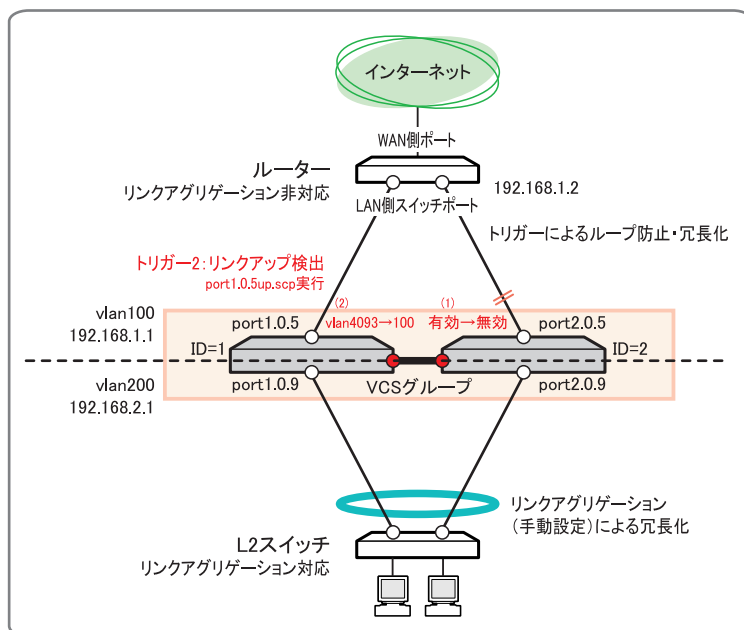 インターネット
WAN側ポート
ルーター
リンクアグリゲーション非対応
192.168.1.2
LAN側スイッチポート
トリガーによるループ防止・冗長化
トリガー2:リンクアップ検出
port1.0.5up.scp実行
(2)
(1)
vlan100
192.168.1.1
port1.0.5
vlan4093→100
有効→無効
port2.0.5
ID=1
ID=2
vlan200
192.168.2.1
port1.0.9
VCSグループ
port2.0.9
リンクアグリゲーション
(手動設定)による冗長化
L2スイッチ
リンクアグリゲーション対応